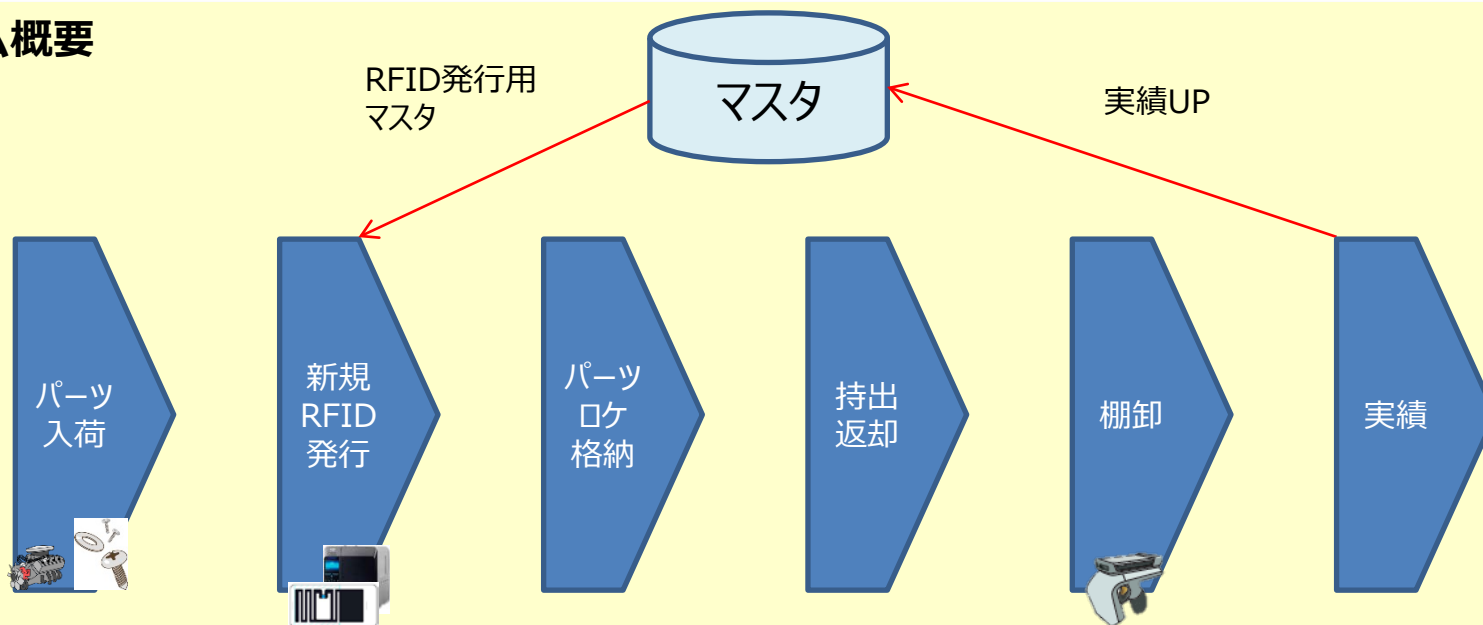 ム概要
RFID発行用
マスタ
マスタ
実績UP
パーツ
入荷
新規
RFID
発行
パーツ
ロケ
格納
持出
返却
棚卸
実績